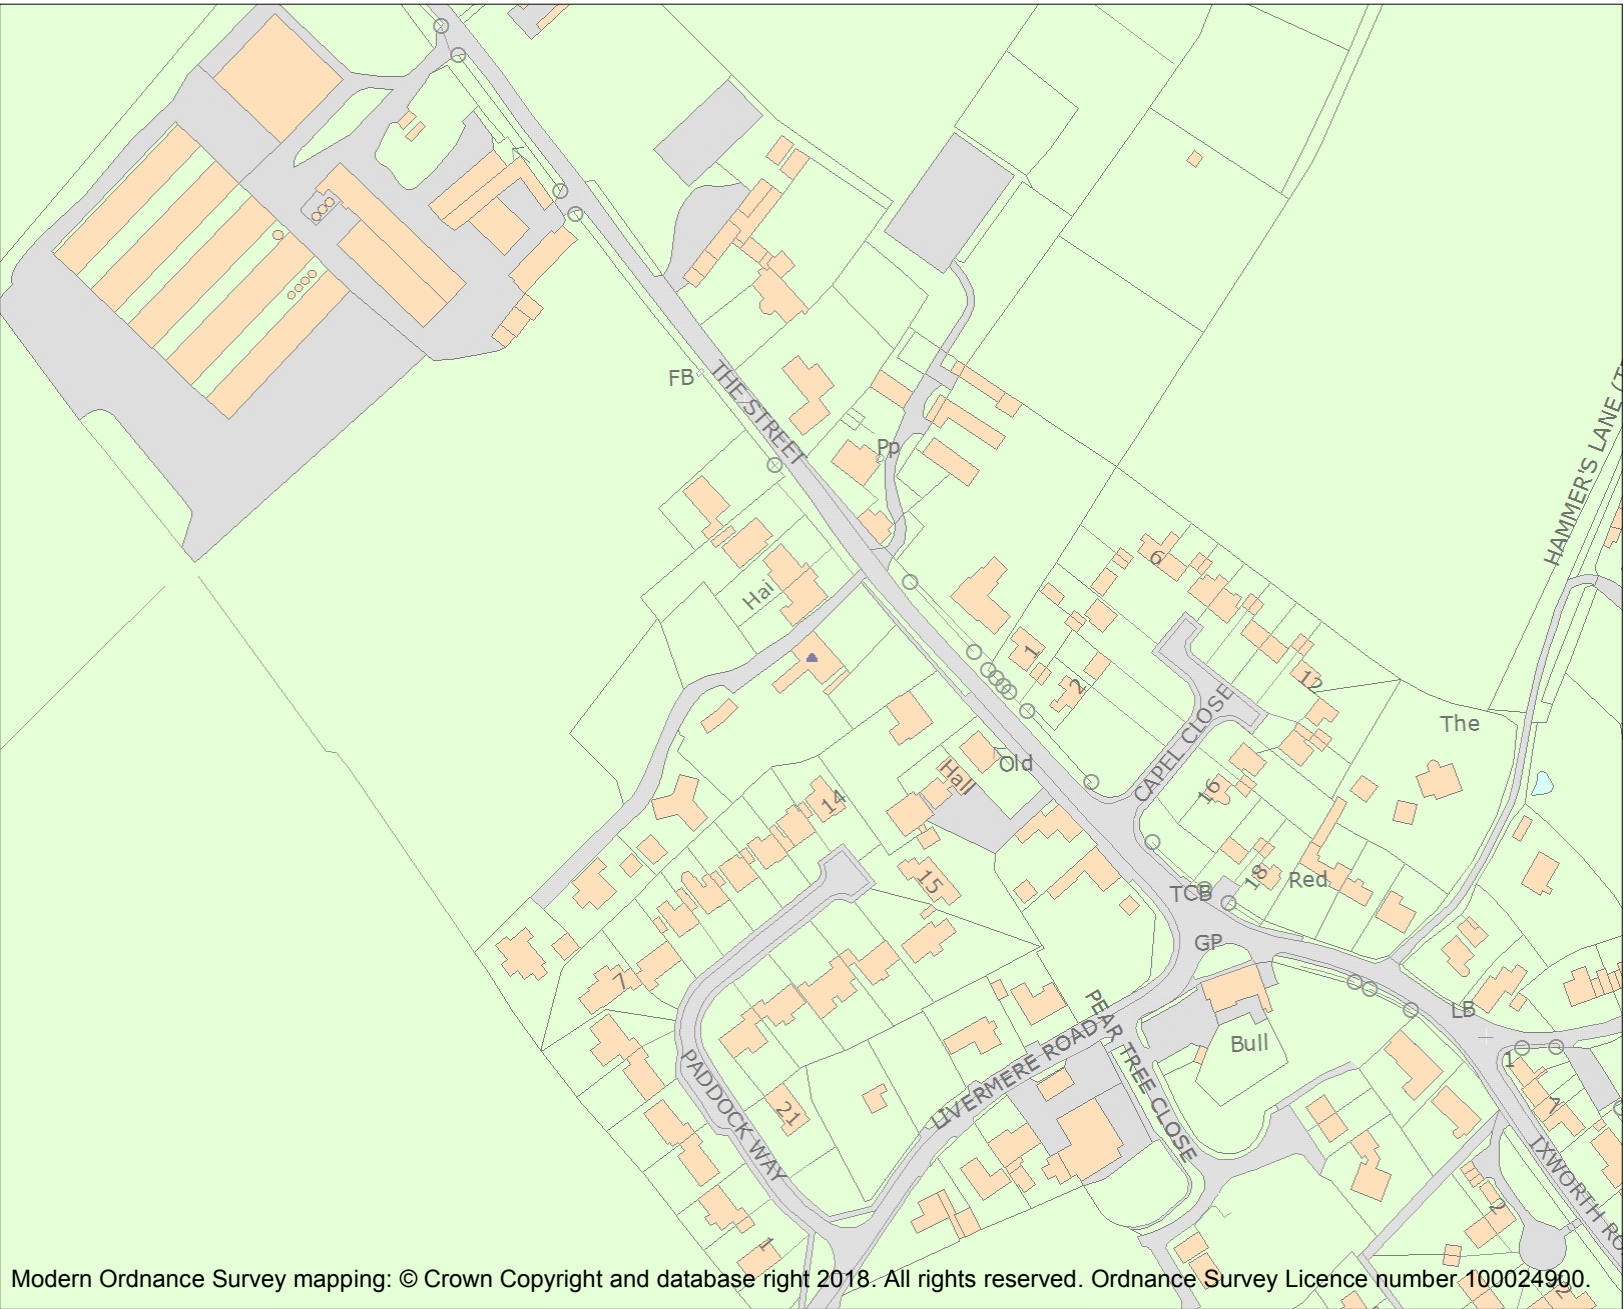 HAMMER'S LANE
FB
THE STREET
Pp
6
Hai
1
2
12
The
CAPEL CLOSE
Old
Hall
14
16
15
18
Red
TCB
GP
7
PEAR TREE CLOSE
LB
Bull
LIVERMERE ROAD
1
PADDOCK WAY
21
7
IXWORTH
2
1
Modern Ordnance Survey mapping: © Crown Copyright and database right 2018. All rights reserved. Ordnance Survey Licence number 100024900.